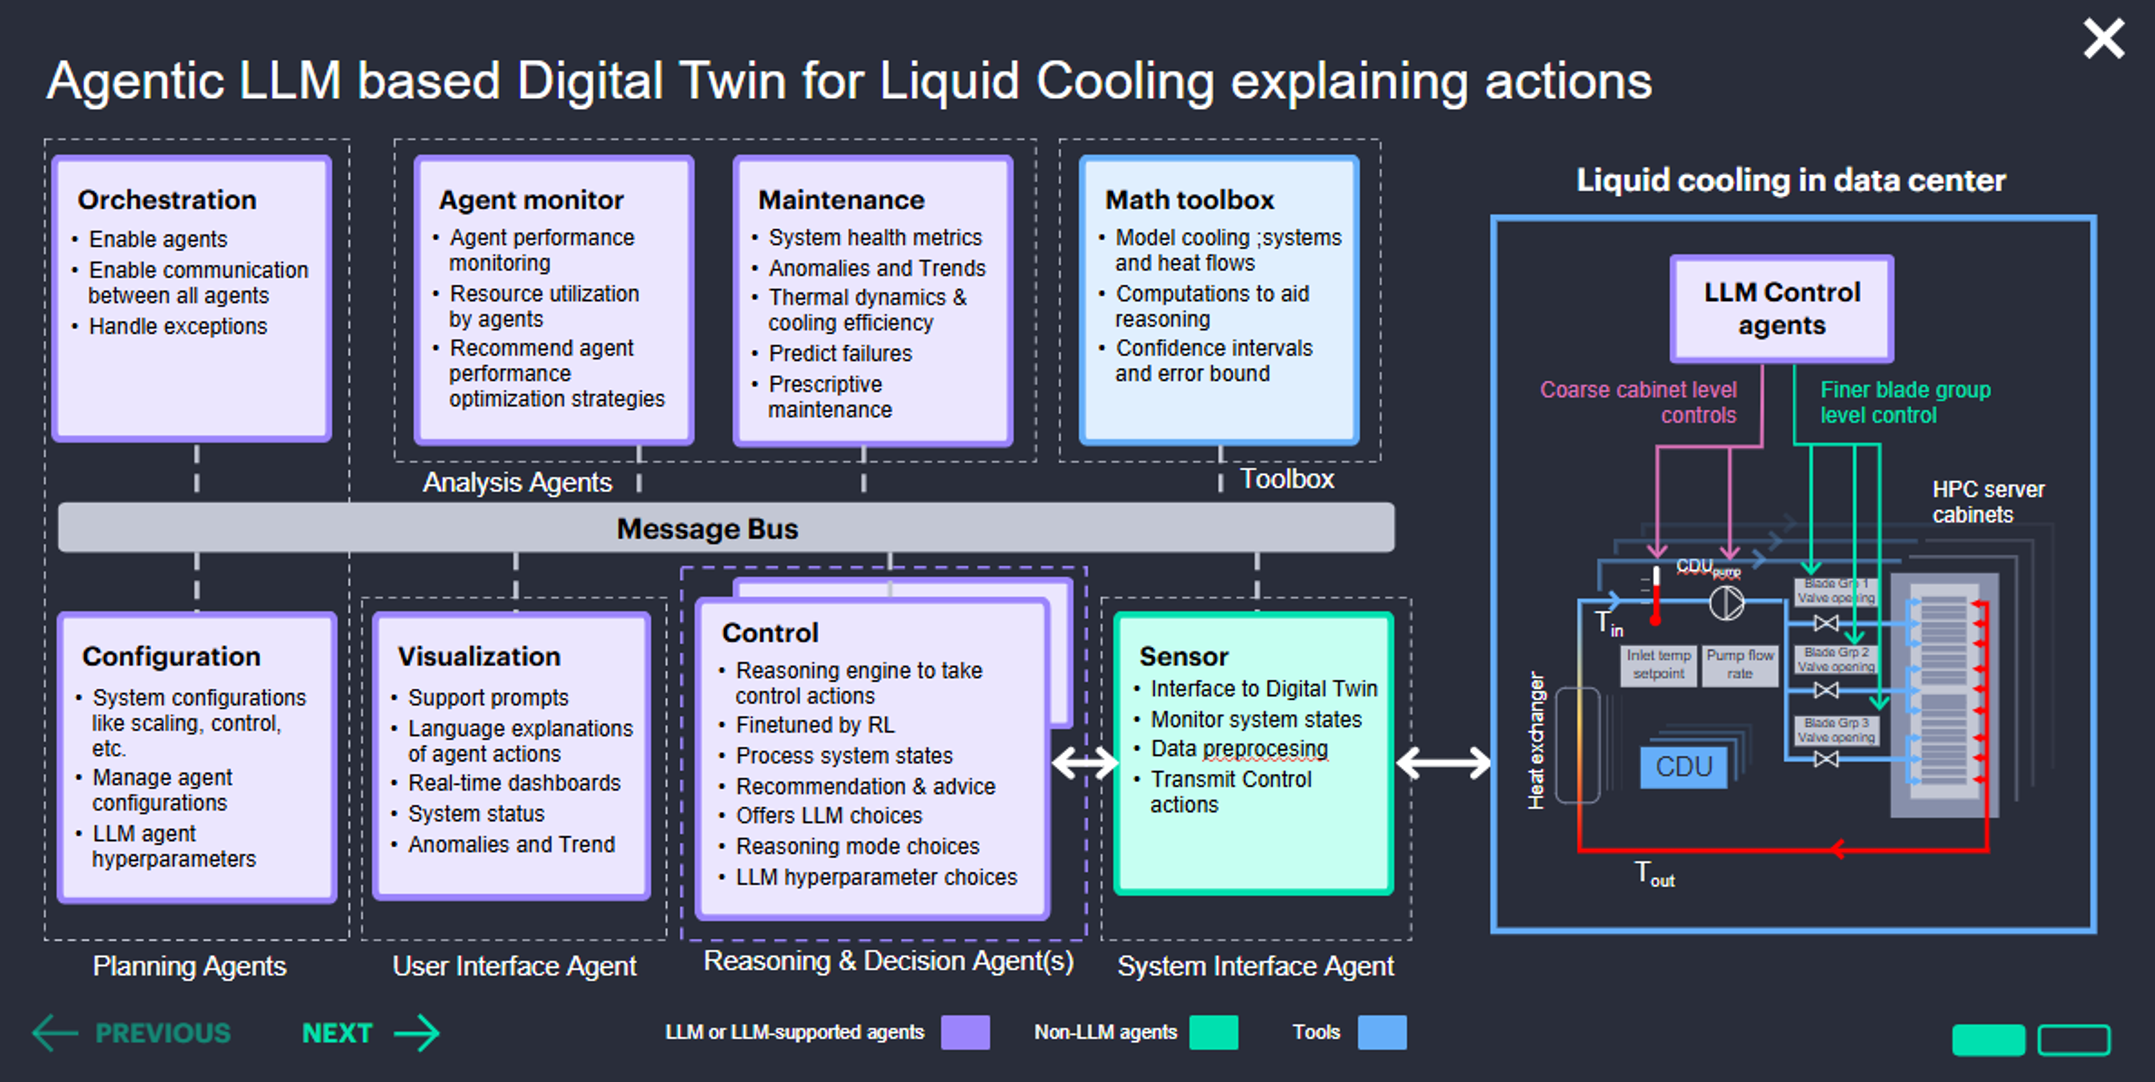 Agentic LLM based Digital Twin for Liquid Cooling explaining actions
Orchestration
• Enable agents
• Enable communication
between all agents
• Handle exceptions
Agent monitor
• Agent performance
monitoring
• Resource utilization
by agents
• Recommend agent
performance
optimization strategies
Maintenance
• System health metrics
• Anomalies and Trends
• Thermal dynamics &
cooling efficiency
• Predict failures
• Prescriptive
maintenance
Analysis Agents
Math toolbox
• Model cooling ;systems
and heat flows
• Computations to aid
reasoning
• Confidence intervals
and error bound
Toolbox
Message Bus
Configuration
• System configurations
like scaling, control,
etc.
• Manage agent
configurations
• LLM agent
hyperparameters
Planning Agents
Visualization
• Support prompts
• Language explanations
of agent actions
• Real-time dashboards
• System status
• Anomalies and Trend
User Interface Agent
Control
• Reasoning engine to take
control actions
• Finetuned by RL
• Process system states
• Recommendation & advice
• Offers LLM choices
• Reasoning mode choices
• LLM hyperparameter choices
Reasoning & Decision Agent(s)
Sensor
• Interface to Digital Twin
• Monitor system states
• Data preprocesing
• Transmit Control
actions
System Interface Agent
Liquid cooling in data center
LLM Control
agents
Coarse cabinet level
controls
Finer blade group
level control
HPC server
cabinets
CDUpump
Tin
Inlet temp
setpoint
Pump flow
rate
Blade Grp 1
Valve opening
Blade Grp 2
Valve opening
Blade Grp 3
Valve opening
Heat exchanger
CDU
Tout
PREVIOUS
NEXT
LLM or LLM-supported agents
Non-LLM agents
Tools